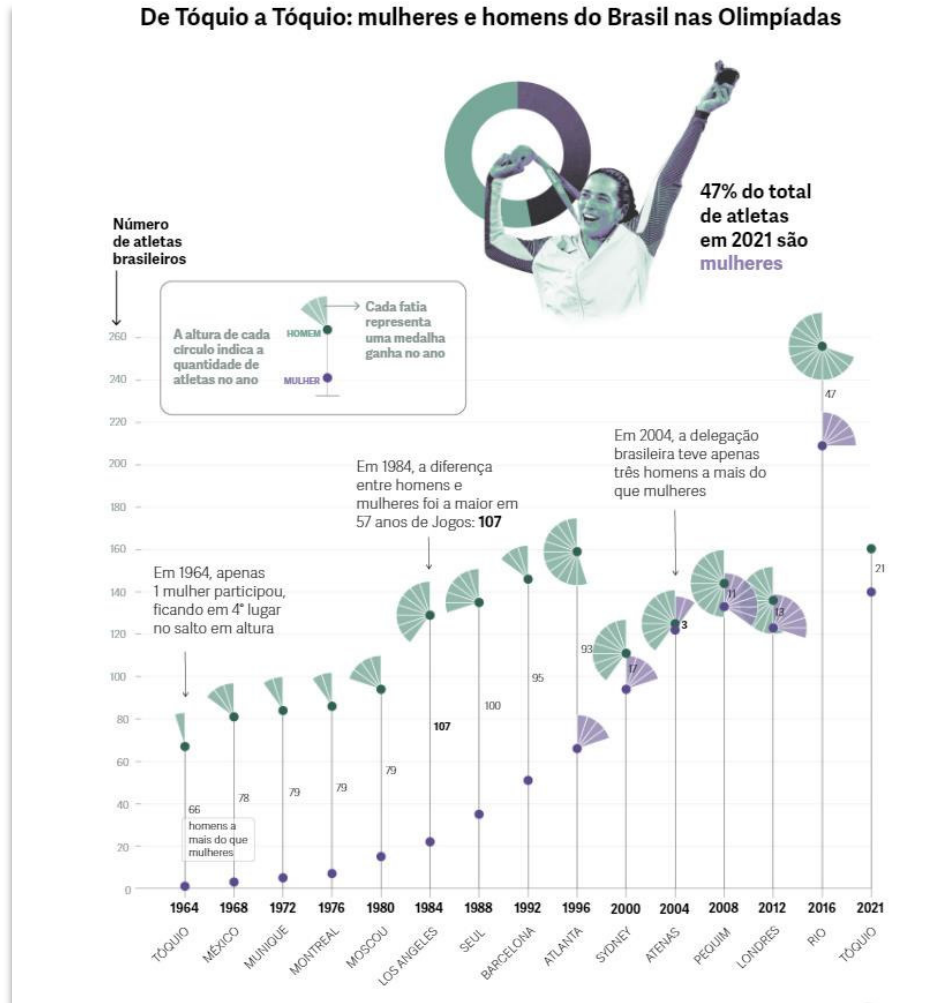 De Tóquio a Tóquio: mulheres e homens do Brasil nas Olimpíadas
47% do total
de atletas
em 2021 são
mulheres
Número
de atletas
brasileiros
A altura de cada
círculo indica a
quantidade de
atletas no ano
HOMEM
MULHER
Cada fatia
representa
uma medalha
ganha no ano
260
240
220
200
180
160
140
120
100
80
60
40
20
0
Em 1964, apenas
1 mulher participou,
ficando em 4° lugar
no salto em altura
Em 1984, a diferença
entre homens e
mulheres foi a maior em
57 anos de Jogos: 107
Em 2004, a delegação
brasileira teve apenas
três homens a mais do
que mulheres
66
homens a
mais do que
mulheres
78
79
79
79
107
100
95
93
17
3
11
13
47
21
1964 1968 1972 1976 1980 1984 1988 1992 1996 2000 2004 2008 2012 2016 2021
TÓQUIO MÉXICO MUNIQUE MONTREAL MOSCOU LOS ANGELES SEUL BARCELONA ATLANTA SYDNEY ATENAS PEQUIM LONDRES RIO TÓQUIO